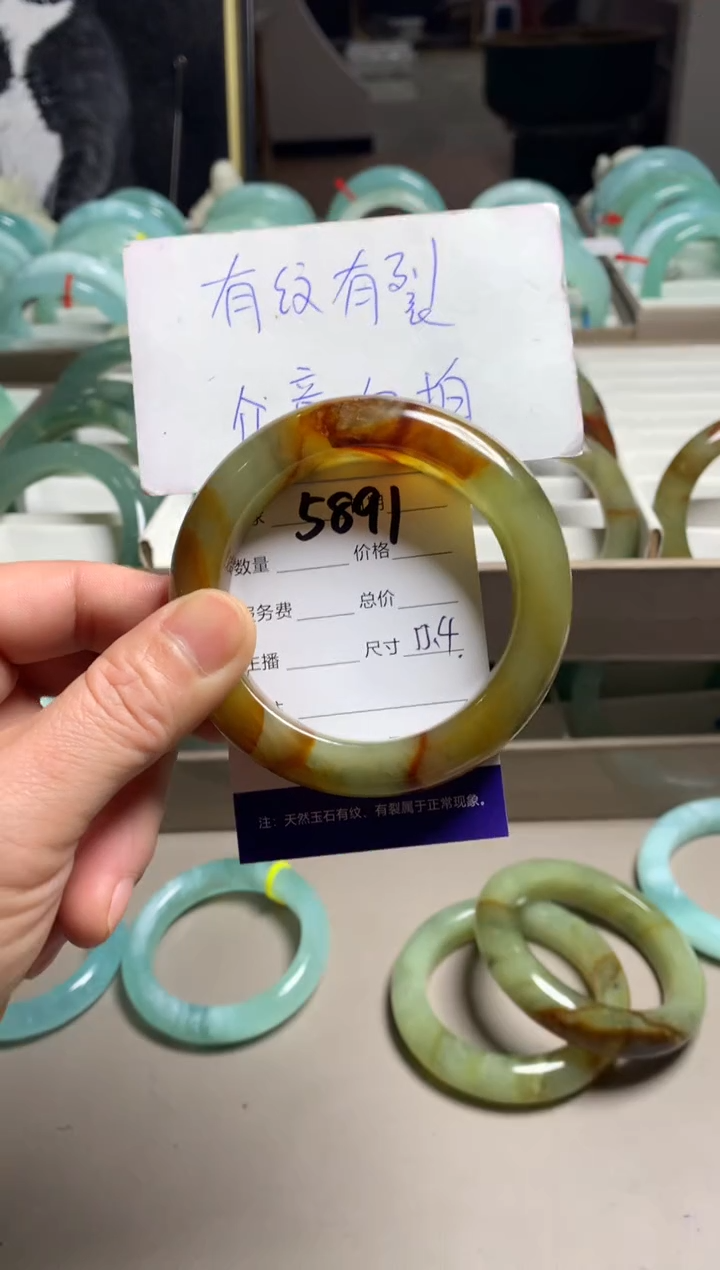 有纹有裂
5891
数量 价格
服务费 总价
主播 尺寸
注：天然玉石有纹、有裂属于正常现象。